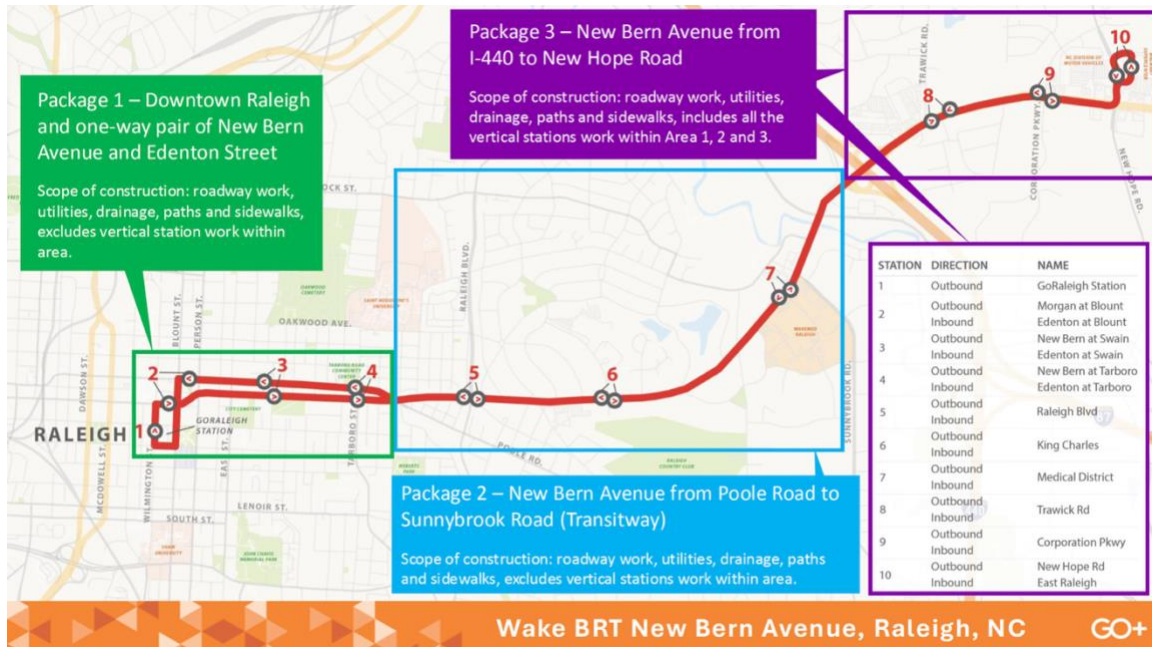 Package 3 – New Bern Avenue from
I-440 to New Hope Road
Scope of construction: roadway work, utilities,
drainage, paths and sidewalks, includes all the
vertical stations work within Area 1, 2 and 3.
Package 1 – Downtown Raleigh
and one-way pair of New Bern
Avenue and Edenton Street
Scope of construction: roadway work,
utilities, drainage, paths and sidewalks,
excludes vertical station work within
area.
TRAWICK RD.
8
9
10
CORPORATION PKWY.
NEW HOPE RD.
OCK ST.
RALEIGH BLVD.
BLOUNT ST.
PERSON ST.
OAKWOOD AVE.
DAWSON ST.
MCDOWELL ST.
WILMINGTON ST.
EAST ST.
TARBORO ST.
2
3
4
5
6
7
1
GORALEIGH
STATION
RALEIGH
CITY CEMETERY
SUNNYBROOK RD.
POOLE RD.
LENOIR ST.
SOUTH ST.
Package 2 – New Bern Avenue from Poole Road to
Sunnybrook Road (Transitway)
Scope of construction: roadway work, utilities, drainage, paths
and sidewalks, excludes vertical stations work within area.
STATION DIRECTION NAME
1 Outbound GoRaleigh Station
2 Outbound Morgan at Blount
Inbound Edenton at Blount
3 Outbound New Bern at Swain
Inbound Edenton at Swain
4 Outbound New Bern at Tarboro
Inbound Edenton at Tarboro
5 Outbound Raleigh Blvd
Inbound
6 Outbound King Charles
Inbound
7 Outbound Medical District
Inbound
8 Outbound Trawick Rd
Inbound
9 Outbound Corporation Pkwy
Inbound
10 Outbound New Hope Rd
Inbound East Raleigh
Wake BRT New Bern Avenue, Raleigh, NC
GO+